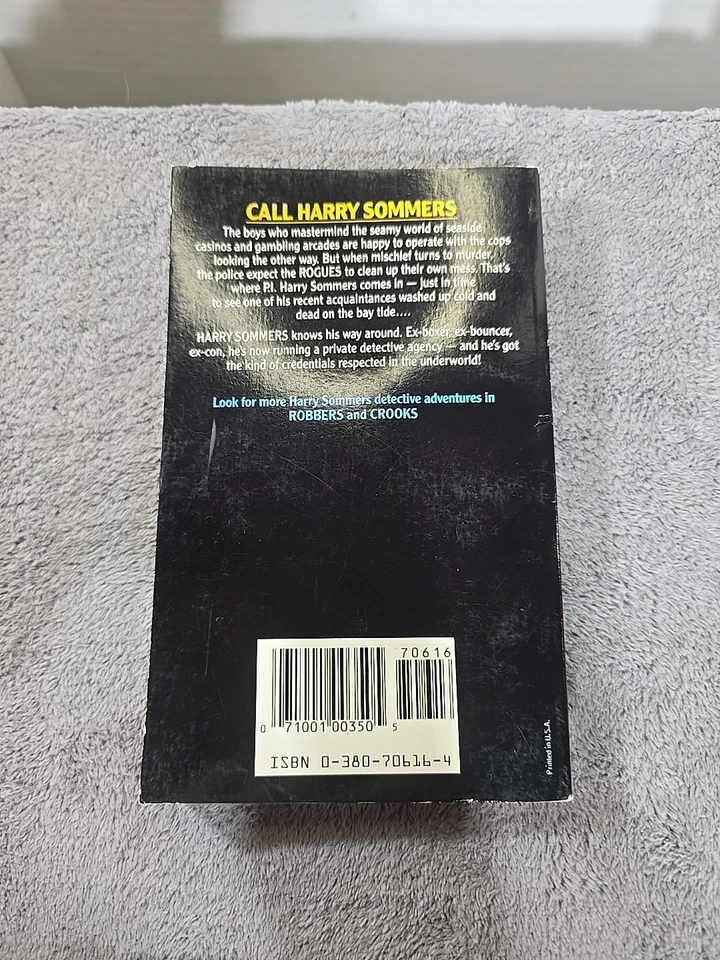 CALL HARRY SOMMERS
The boys who mastermind the seamy world of seaside
casinos and gambling arcades are happy to operate with the cops
looking the other way. But when mischief turns to murder,
the police expect the ROGUES to clean up their own mess. That's
where P.I. Harry Sommers comes in — just in time
to see one of his recent acquaintances washed up cold and
dead on the bay tide....
HARRY SOMMERS knows his way around. Ex-boxer, ex-bouncer,
ex-con, he's now running a private detective agency — and he's got
the kind of credentials respected in the underworld!
Look for more Harry Sommers detective adventures in
ROBBERS and CROOKS
70616
0 71001 00350 5
ISBN 0-380-70616-4
Printed in U.S.A.